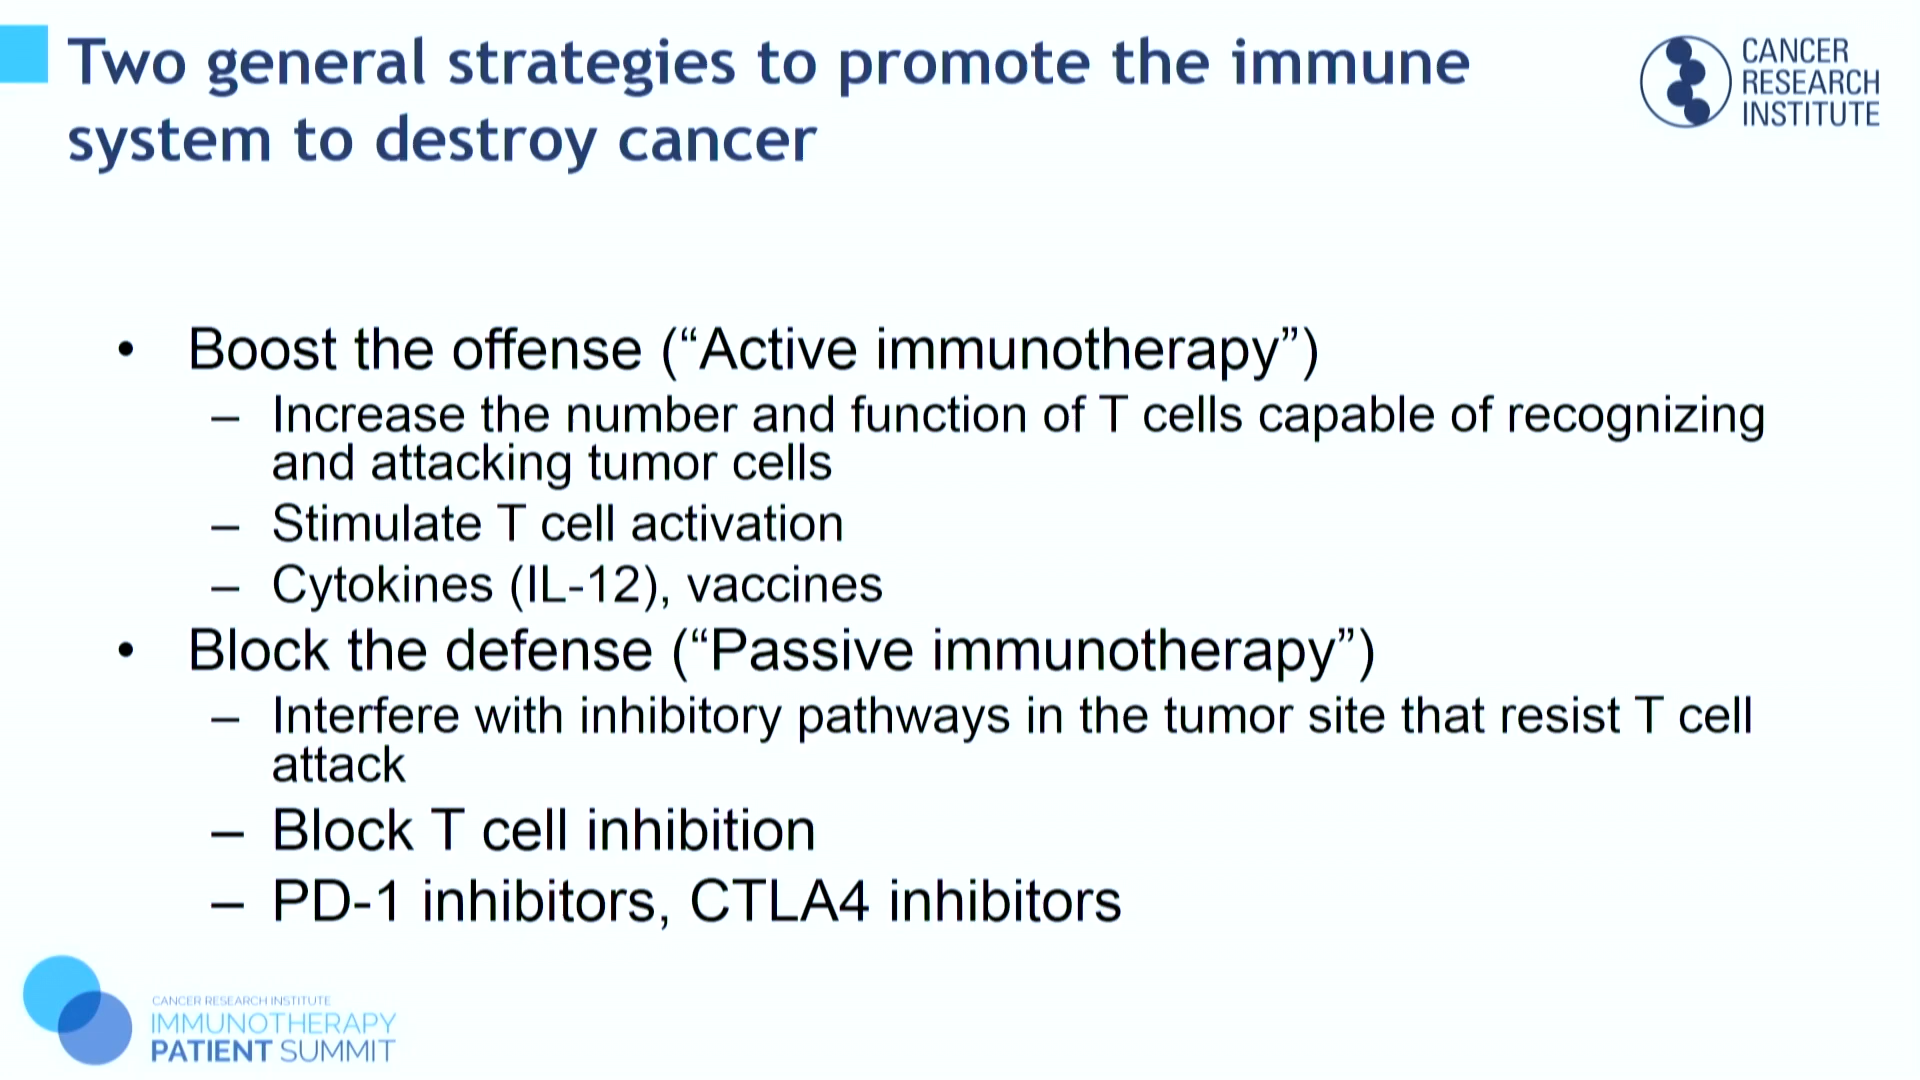 Two general strategies to promote the immune
system to destroy cancer
CANCER
RESEARCH
INSTITUTE
• Boost the offense (“Active immunotherapy”)
– Increase the number and function of T cells capable of recognizing
and attacking tumor cells
– Stimulate T cell activation
– Cytokines (IL-12), vaccines
• Block the defense (“Passive immunotherapy”)
– Interfere with inhibitory pathways in the tumor site that resist T cell
attack
– Block T cell inhibition
– PD-1 inhibitors, CTLA4 inhibitors
CANCER RESEARCH INSTITUTE
IMMUNOTHERAPY
PATIENT SUMMIT